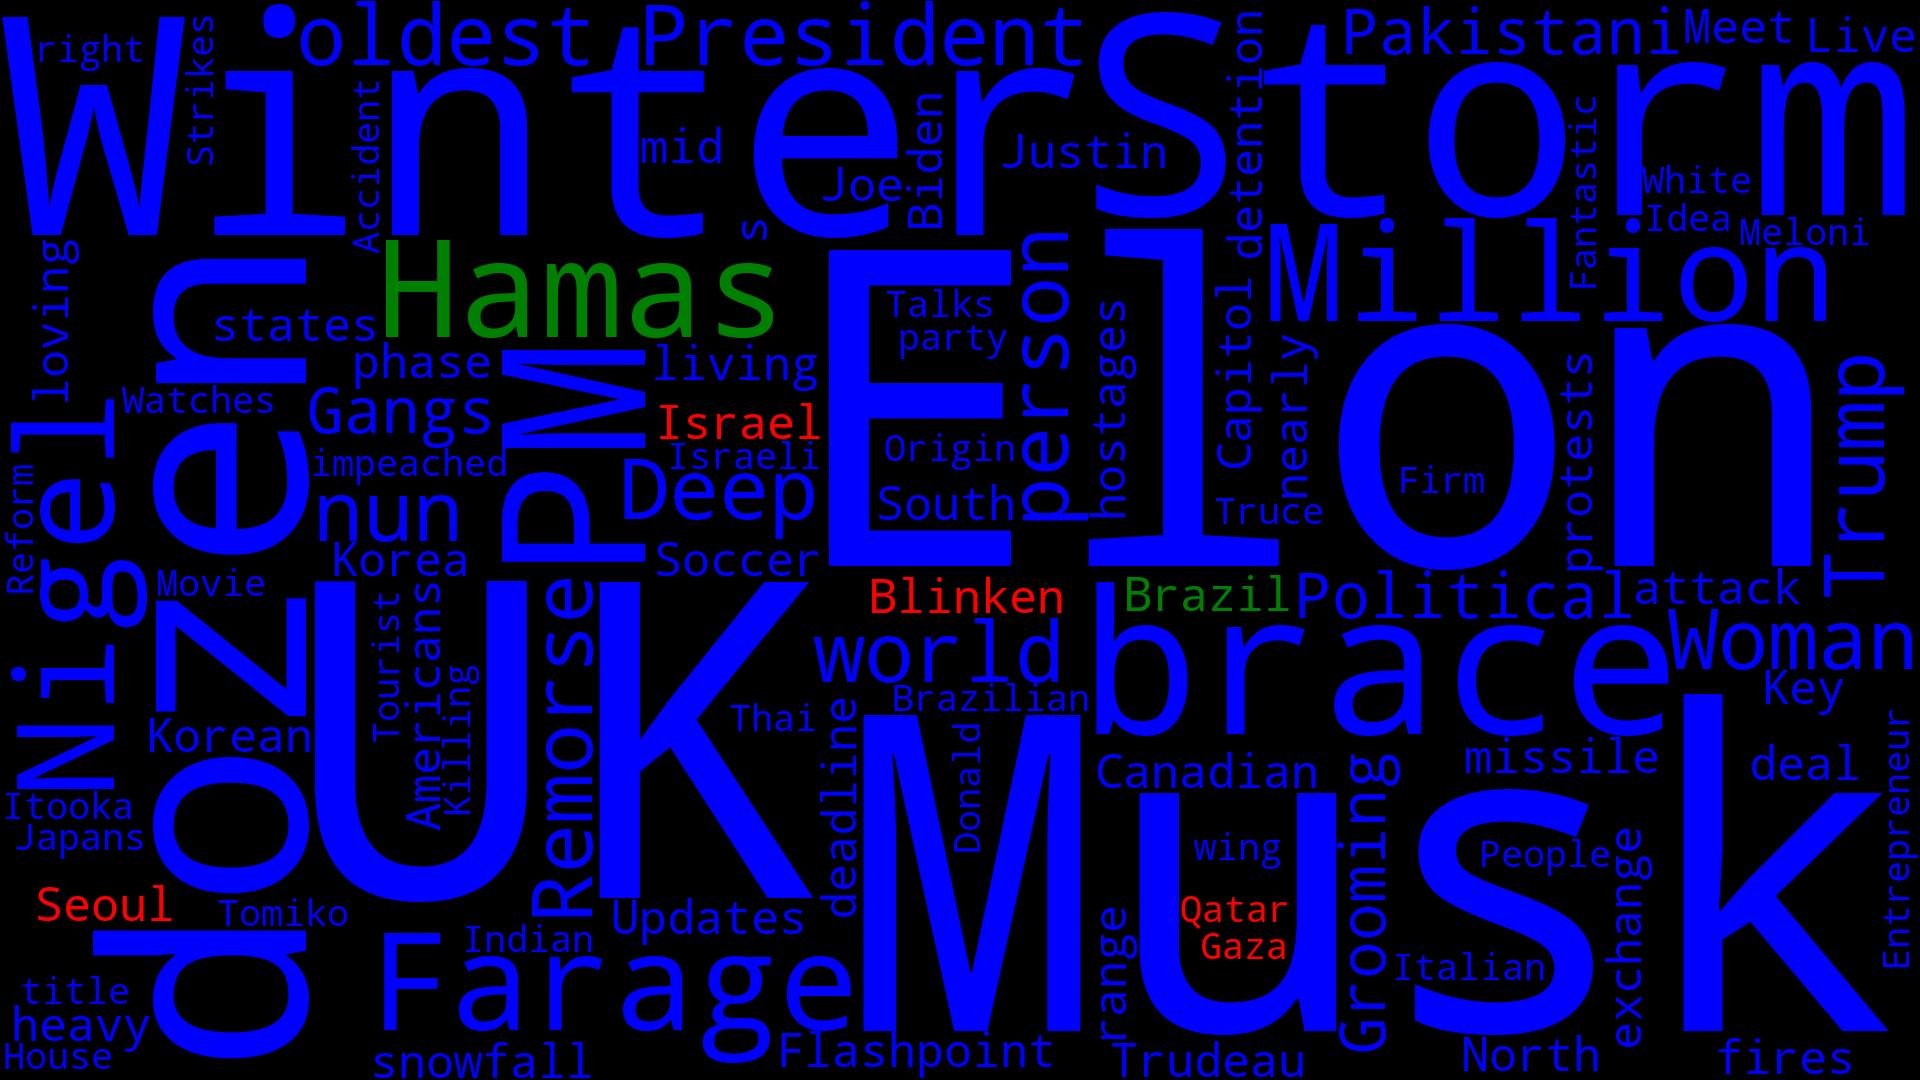 Winter
Storm
oldest
President
Pakistani
Meet
Live
right
Strikes
Accident
mid
Joe
Biden
Justin
detention
Fantastic
White
Idea
Meloni
loving
dozen
states
Hamas
s
Elon
Talks
party
person
hostages
Capitol
nearly
Million
phase
PM
living
Watches
Gangs
Israel
Israeli
Origin
Firm
protests
Trump
Nigel
Reform
impeached
nun
Deep
South
Truce
Korea
Soccer
Movie
UK
Blinken
Brazil
Political
attack
Tourist
Americans
Killing
Remorse
world
brace
Woman
Key
Korean
Thai
Brazilian
deadline
Musk
Donald
Canadian
missile
deal
Entrepreneur
Itooka
Japans
wing
Grooming
People
exchange
Seoul
Tomiko
Updates
Qatar
Gaza
range
Italian
Indian
Farage
title
heavy
House
snowfall
Flashpoint
Trudeau
North
fires